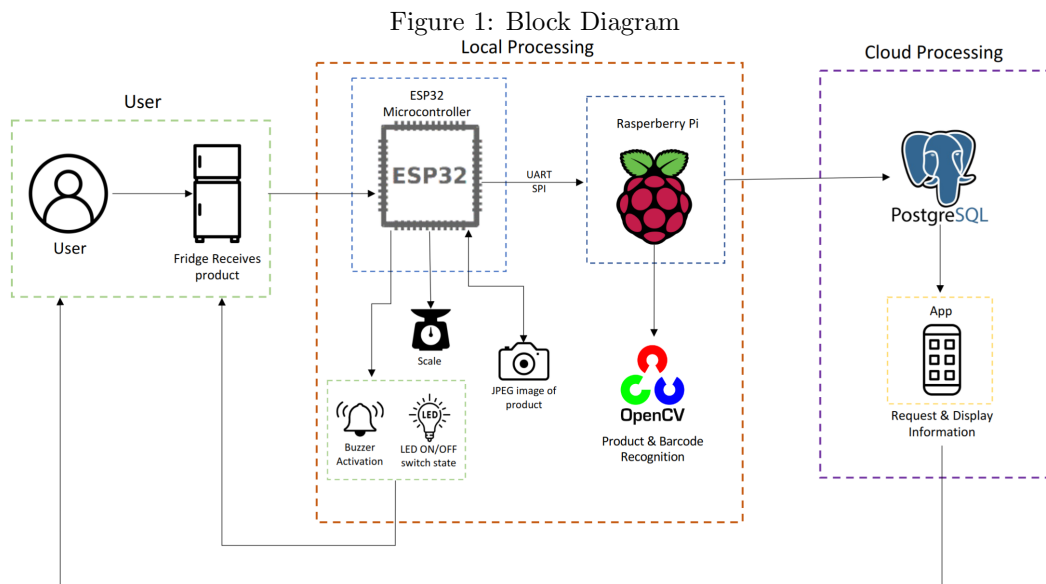 Figure 1: Block Diagram
Local Processing
Cloud Processing
User
ESP32
Microcontroller
ESP32
Rasperberry Pi
UART
SPI
User
Fridge Receives
product
PostgreSQL
App
Scale
JPEG image of
product
LED
Buzzer
Activation
LED ON/OFF
switch state
OpenCV
Product & Barcode
Recognition
Request & Display
Information